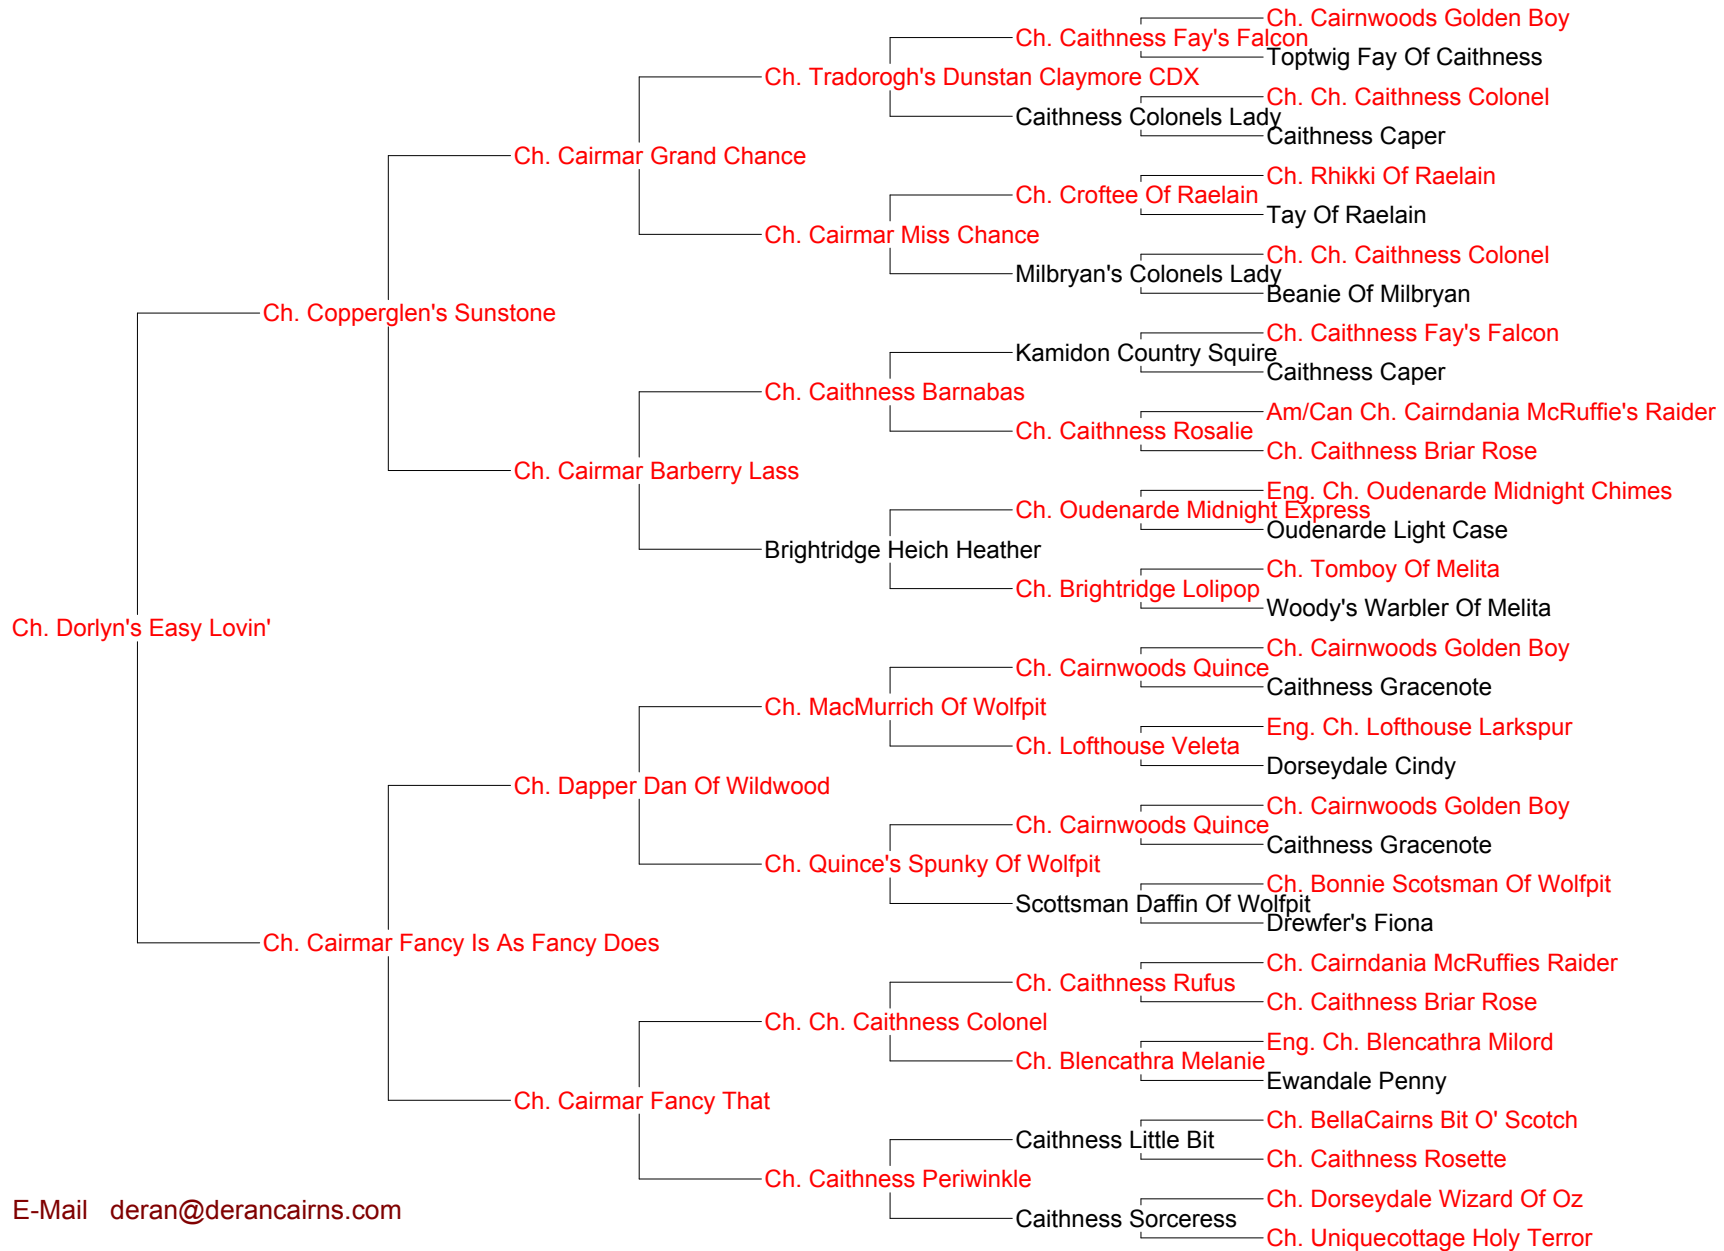 Ch. Cairnwoods Golden Boy
Ch. Caithness Fay's Falcon
Toptwig Fay Of Caithness
Ch. Tradorogh's Dunstan Claymore CDX
Ch. Ch. Caithness Colonel
Caithness Colonels Lady
Caithness Caper
Ch. Cairmar Grand Chance
Ch. Rhikki Of Raelain
Ch. Croftee Of Raelain
Tay Of Raelain
Ch. Cairmar Miss Chance
Ch. Ch. Caithness Colonel
Milbryan's Colonels Lady
Beanie Of Milbryan
Ch. Copperglen's Sunstone
Ch. Caithness Fay's Falcon
Kamidon Country Squire
Caithness Caper
Ch. Caithness Barnabas
Am/Can Ch. Cairndania McRuffie's Raider
Ch. Caithness Rosalie
Ch. Caithness Briar Rose
Ch. Cairmar Barberry Lass
Eng. Ch. Oudenarde Midnight Chimes
Ch. Oudenarde Midnight Express
Oudenarde Light Case
Brightridge Heich Heather
Ch. Tomboy Of Melita
Ch. Brightridge Lolipop
Woody's Warbler Of Melita
Ch. Dorlyn's Easy Lovin'
Ch. Cairnwoods Golden Boy
Ch. Cairnwoods Quince
Caithness Gracenote
Ch. MacMurrich Of Wolfpit
Eng. Ch. Lofthouse Larkspur
Ch. Lofthouse Veleta
Dorseydale Cindy
Ch. Dapper Dan Of Wildwood
Ch. Cairnwoods Golden Boy
Ch. Cairnwoods Quince
Caithness Gracenote
Ch. Quince's Spunky Of Wolfpit
Ch. Bonnie Scotsman Of Wolfpit
Scottsman Daffin Of Wolfpit
Drewfer's Fiona
Ch. Cairmar Fancy Is As Fancy Does
Ch. Cairndania McRuffies Raider
Ch. Caithness Rufus
Ch. Caithness Briar Rose
Ch. Ch. Caithness Colonel
Eng. Ch. Blencathra Milord
Ch. Blencathra Melanie
Ewandale Penny
Ch. Cairmar Fancy That
Ch. BellaCairns Bit O' Scotch
Caithness Little Bit
Ch. Caithness Rosette
Ch. Caithness Periwinkle
Ch. Dorseydale Wizard Of Oz
Caithness Sorceress
Ch. Uniquecottage Holy Terror
E-Mail deran@derancairns.com